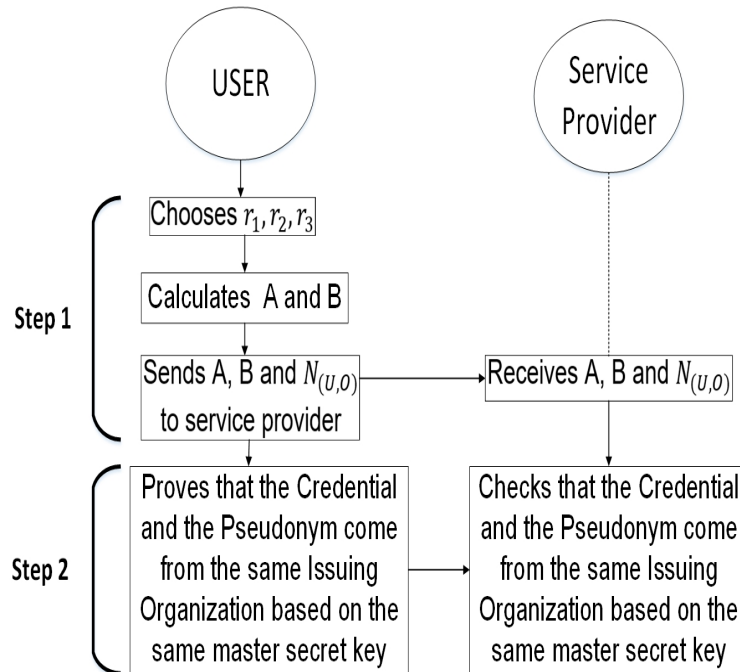 USER
Service
Provider
Step 1
Chooses r₁, r₂, r₃
Calculates A and B
Sends A, B and N₍U,O₎
to service provider
Receives A, B and N₍U,O₎
Step 2
Proves that the Credential
and the Pseudonym come
from the same Issuing
Organization based on the
same master secret key
Checks that the Credential
and the Pseudonym come
from the same Issuing
Organization based on the
same master secret key